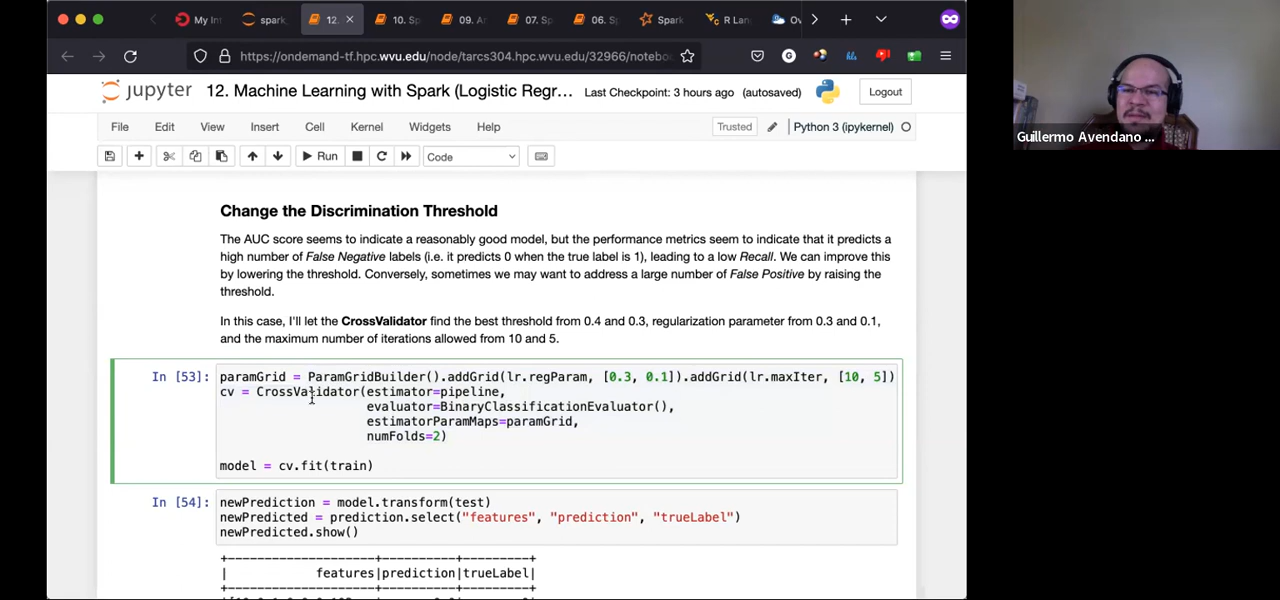 My In
spark_
12.
10. Sp
09. Ar
07. Sp
06. S
Spark
R Lang
Ov
https://ondemand-tf.hpc.wvu.edu/node/tarcs304.hpc.wvu.edu/32966/notebo
jupyter
12. Machine Learning with Spark (Logistic Regr...
Last Checkpoint: 3 hours ago (autosaved)
Logout
File Edit View Insert Cell Kernel Widgets Help
Trusted
Python 3 (ipykernel)
Run
Code
Guillermo Avendano ...
Change the Discrimination Threshold
The AUC score seems to indicate a reasonably good model, but the performance metrics seem to indicate that it predicts a
high number of False Negative labels (i.e. it predicts 0 when the true label is 1), leading to a low Recall. We can improve this
by lowering the threshold. Conversely, sometimes we may want to address a large number of False Positive by raising the
threshold.
In this case, I'll let the CrossValidator find the best threshold from 0.4 and 0.3, regularization parameter from 0.3 and 0.1,
and the maximum number of iterations allowed from 10 and 5.
In [53]:
paramGrid = ParamGridBuilder().addGrid(lr.regParam, [0.3, 0.1]).addGrid(lr.maxIter, [10, 5])
cv = CrossValidator(estimator=pipeline,
evaluator=BinaryClassificationEvaluator(),
estimatorParamMaps=paramGrid,
numFolds=2)
model = cv.fit(train)
In [54]:
newPrediction = model.transform(test)
newPredicted = prediction.select("features", "prediction", "trueLabel")
newPredicted.show()
+--------------------+----------+---------+
|            features|prediction|trueLabel|
+--------------------+----------+---------+